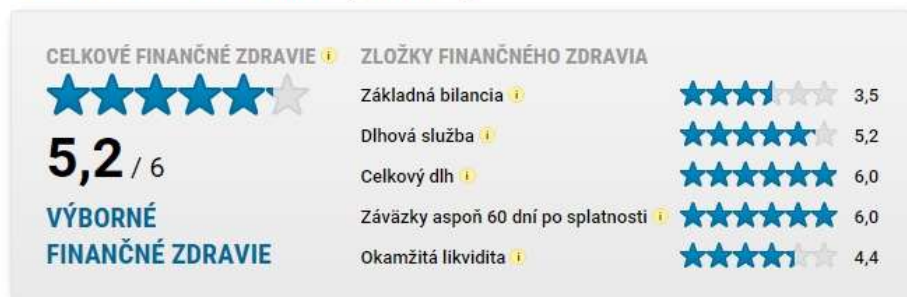 CELKOVÉ FINANČNÉ ZDRAVIE i
5,2 / 6
VÝBORNÉ
FINANČNÉ ZDRAVIE
ZLOŽKY FINANČNÉHO ZDRAVIA
Základná bilancia i 3,5
Dlhová služba i 5,2
Celkový dlh i 6,0
Záväzky aspoň 60 dní po splatnosti i 6,0
Okamžitá likvidita i 4,4